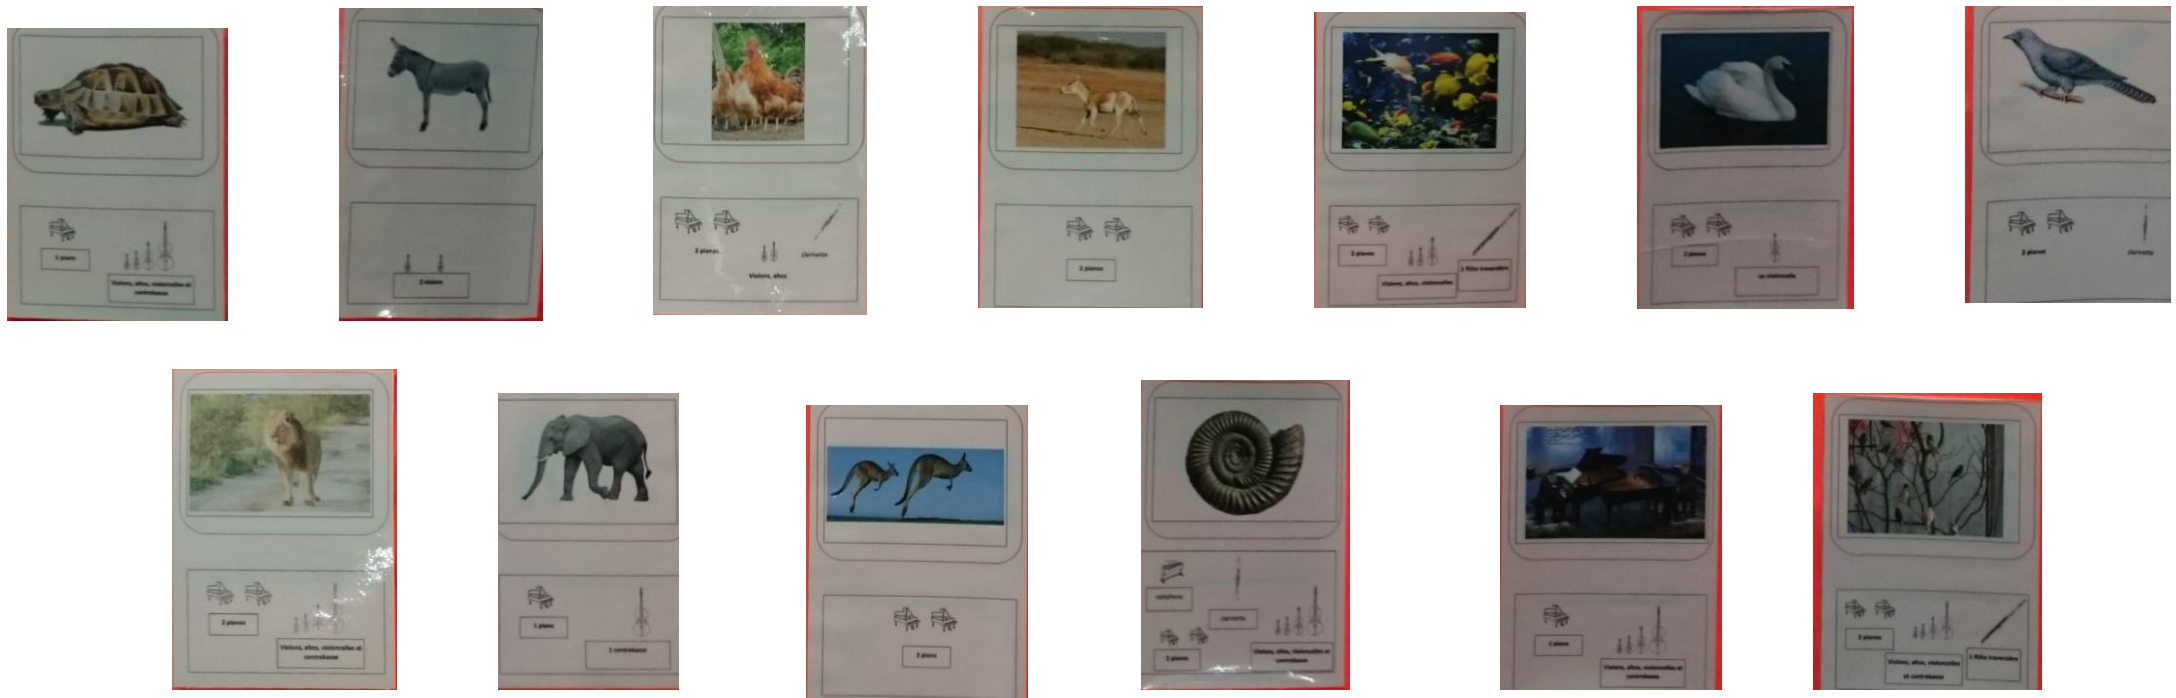 1 piano
Violons, altos, violoncelles et
contrebasse
2 violons
2 pianos
clarinette
Violons, altos
2 pianos
2 pianos
1 flûte traversière
Violons, altos, violoncelles
2 pianos
un violoncelle
2 pianos
clarinette
2 pianos
Violons, altos, violoncelles et
contrebasse
1 piano
1 contrebasse
2 piano
xylophone
clarinette
2 pianos
Violons, altos, violoncelles et
contrebasse
1 piano
Violons, altos, violoncelles et
contrebasse
2 pianos
Violons, altos, violoncelles
et contrebasse
1 flûte traversière